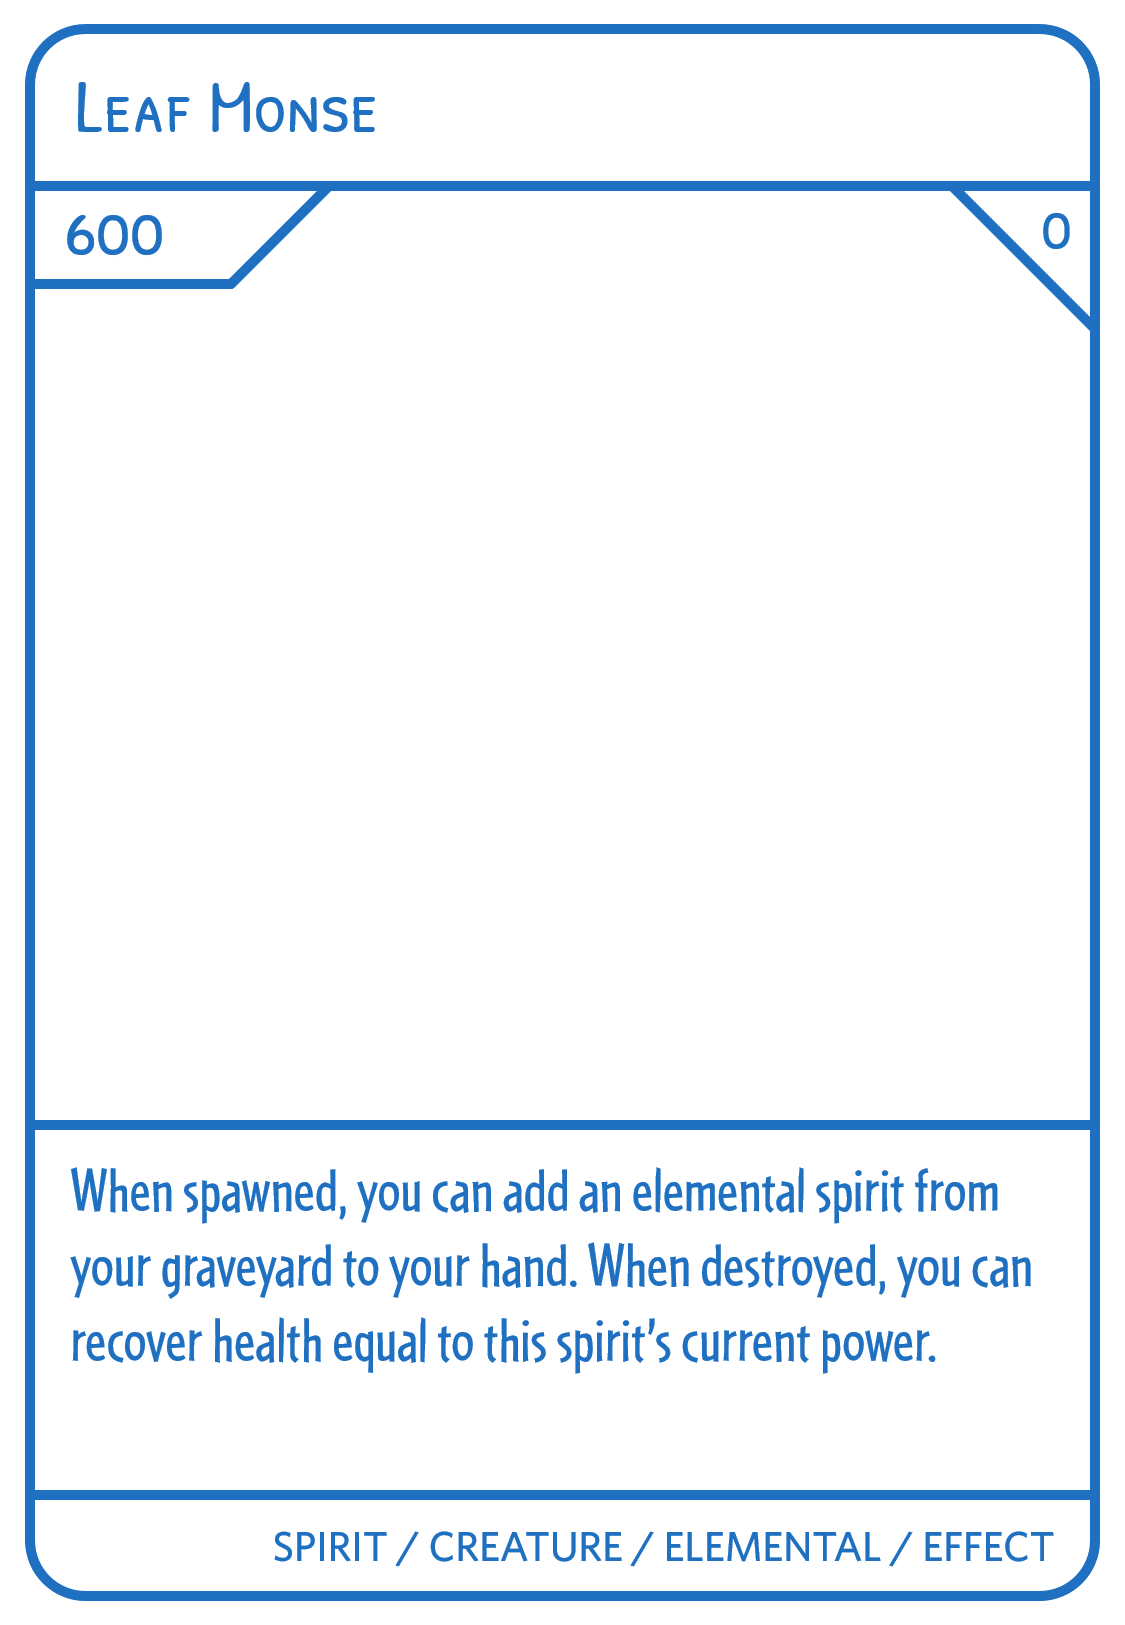 Leaf Monse
600
0
When spawned, you can add an elemental spirit from
your graveyard to your hand. When destroyed, you can
recover health equal to this spirit’s current power.
SPIRIT / CREATURE / ELEMENTAL / EFFECT